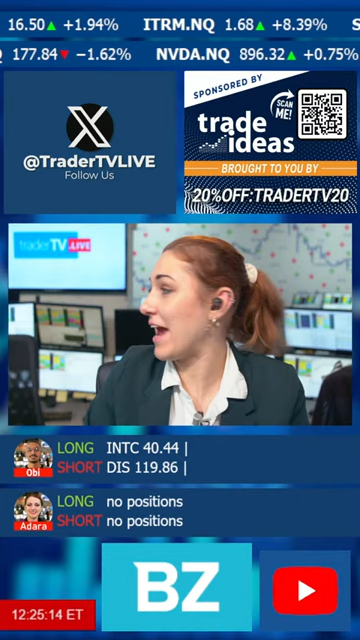 16.50▲ +1.94% ITRM.NQ 1.68▲ +8.39% S
Q 177.84▼ −1.62% NVDA.NQ 896.32▲ +0.75%
@TraderTVLIVE
Follow Us
SPONSORED BY
SCAN ME!
trade
ideas
BROUGHT TO YOU BY
20%OFF:TRADERTV20
traderTV.LIVE
LONG INTC 40.44 |
SHORT DIS 119.86 |
Obi
LONG no positions
SHORT no positions
Adara
BZ
12:25:14 ET